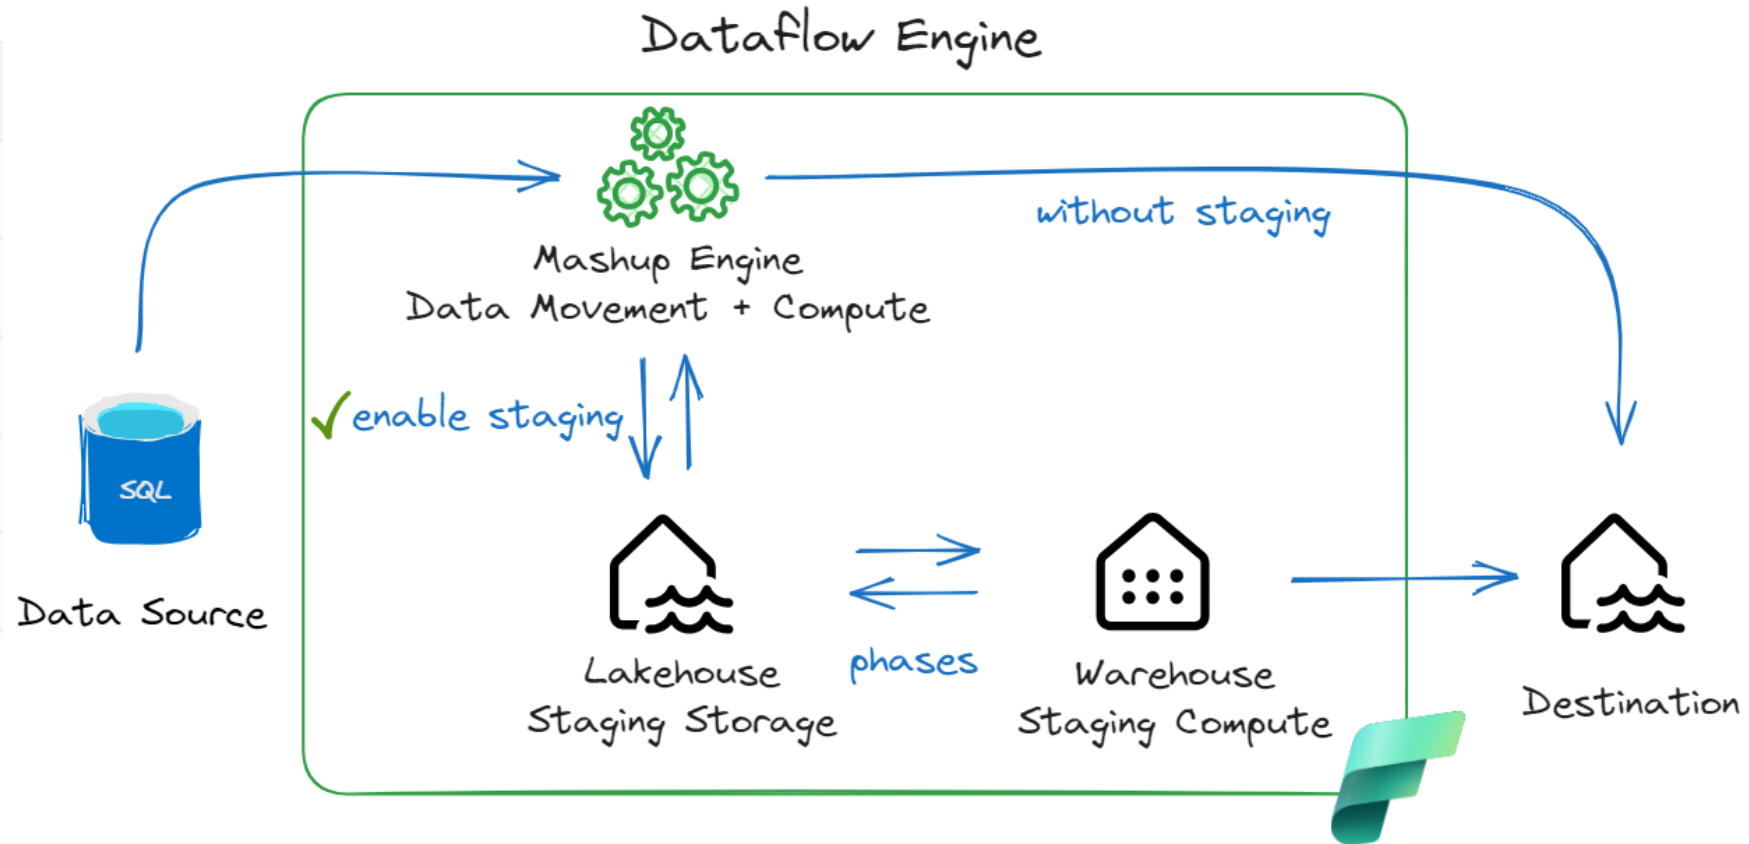 Dataflow Engine
without staging
Mashup Engine
Data Movement + Compute
enable staging
SQL
Data Source
phases
Lakehouse
Staging Storage
Warehouse
Staging Compute
Destination